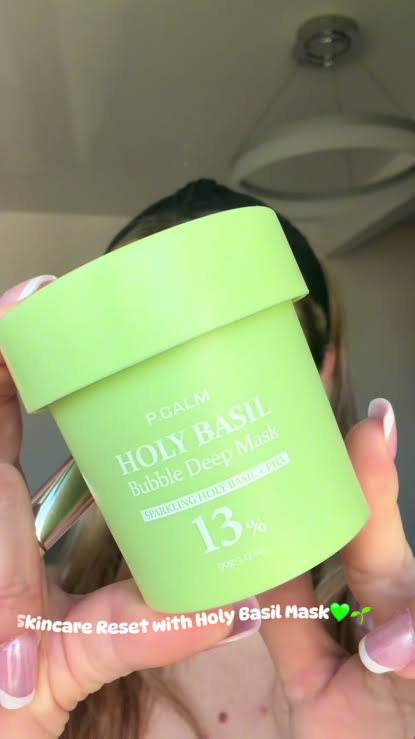 P.CALM
HOLY BASIL
Bubble Deep Mask
SPARKLING HOLY BASIL + PHA
13%
Skincare Reset with Holy Basil Mask💚🌱